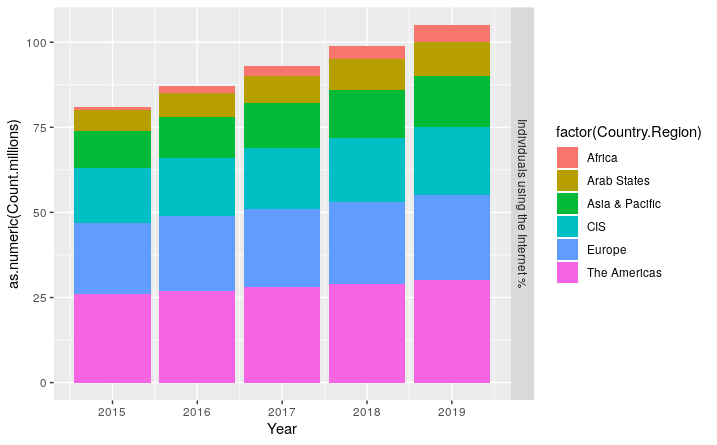 100
75
50
25
0
as.numeric(Count.millions)
2015 2016 2017 2018 2019
Year
Individuals using the Internet %
factor(Country.Region)
Africa
Arab States
Asia & Pacific
CIS
Europe
The Americas